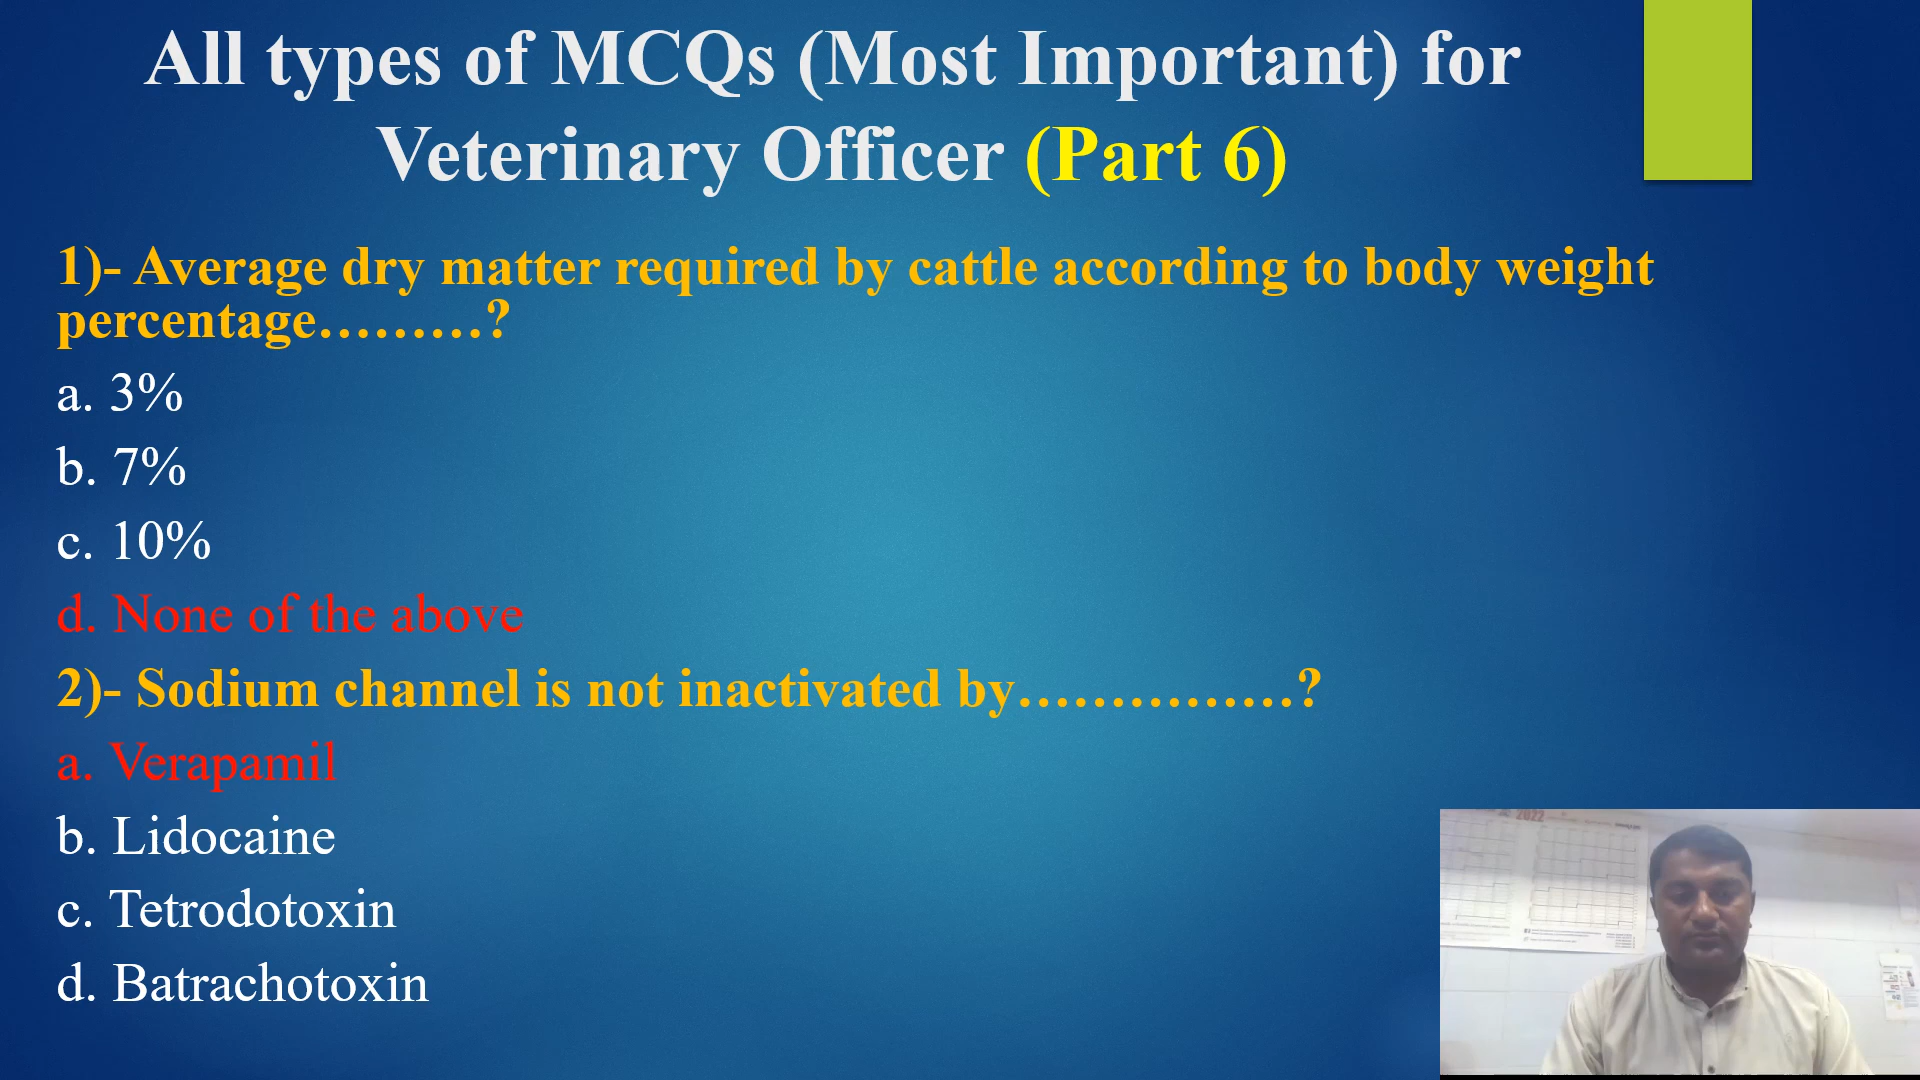 All types of MCQs (Most Important) for
Veterinary Officer (Part 6)
1)- Average dry matter required by cattle according to body weight
percentage………?
a. 3%
b. 7%
c. 10%
d. None of the above
2)- Sodium channel is not inactivated by……………?
a. Verapamil
b. Lidocaine
c. Tetrodotoxin
d. Batrachotoxin
2022